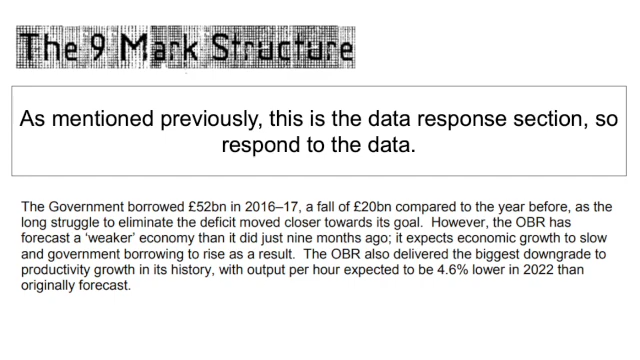 The 9 Mark Structure
As mentioned previously, this is the data response section, so
respond to the data.
The Government borrowed £52bn in 2016–17, a fall of £20bn compared to the year before, as the
long struggle to eliminate the deficit moved closer towards its goal.  However, the OBR has
forecast a ‘weaker’ economy than it did just nine months ago; it expects economic growth to slow
and government borrowing to rise as a result.  The OBR also delivered the biggest downgrade to
productivity growth in its history, with output per hour expected to be 4.6% lower in 2022 than
originally forecast.